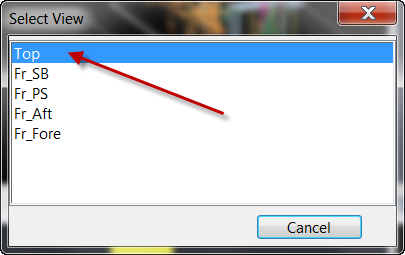 Select View
Top
Fr_SB
Fr_PS
Fr_Aft
Fr_Fore
Cancel